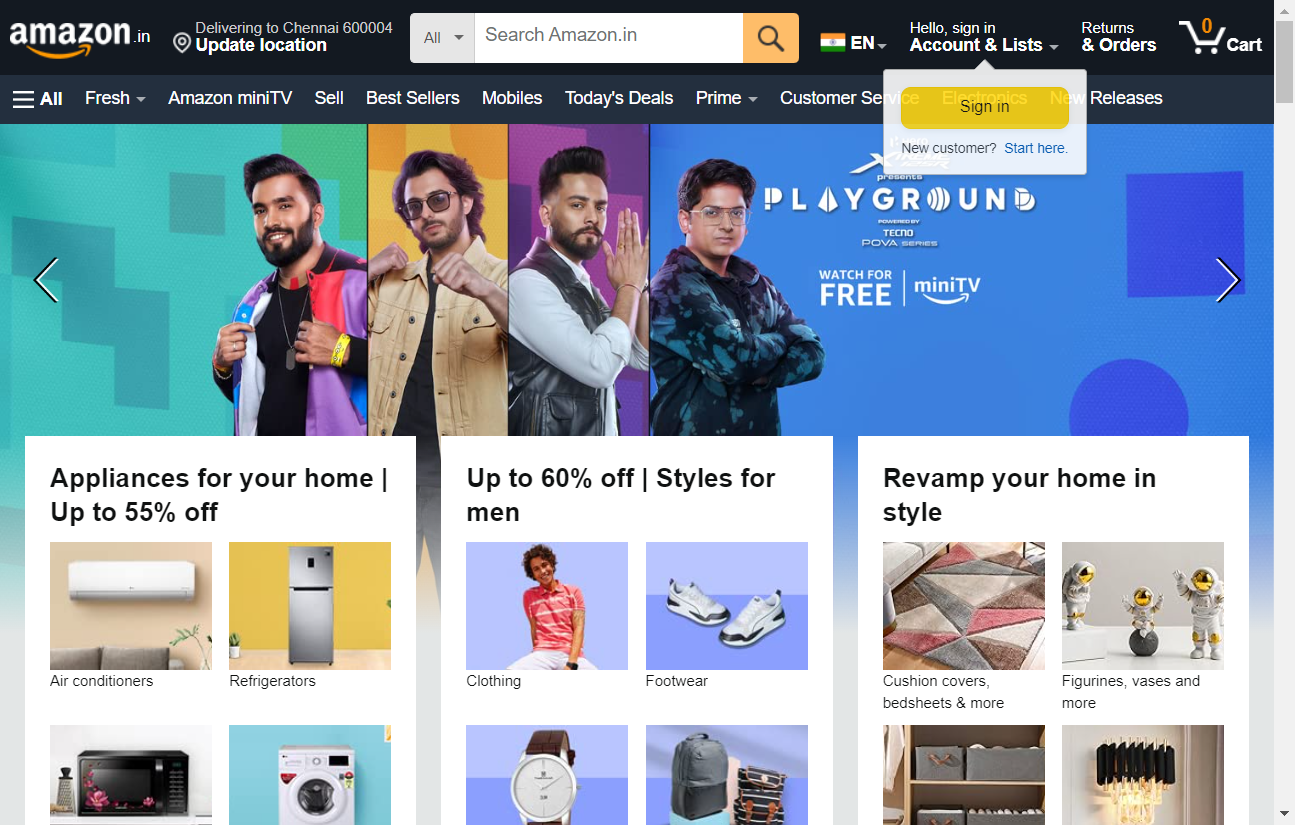 amazon.in
Delivering to Chennai 600004
Update location
All
Search Amazon.in
EN
Hello, sign in
Account & Lists
Returns
& Orders
0
Cart
All
Fresh
Amazon miniTV
Sell
Best Sellers
Mobiles
Today's Deals
Prime
Customer Service
Electronics
New Releases
Sign in
New customer? Start here.
presents
PLAYGROUND
POWERED BY
TECNO
POVA SERIES
WATCH FOR
FREE
miniTV
Appliances for your home |
Up to 55% off
Air conditioners
Refrigerators
Up to 60% off | Styles for
men
Clothing
Footwear
Revamp your home in
style
Cushion covers,
bedsheets & more
Figurines, vases and
more